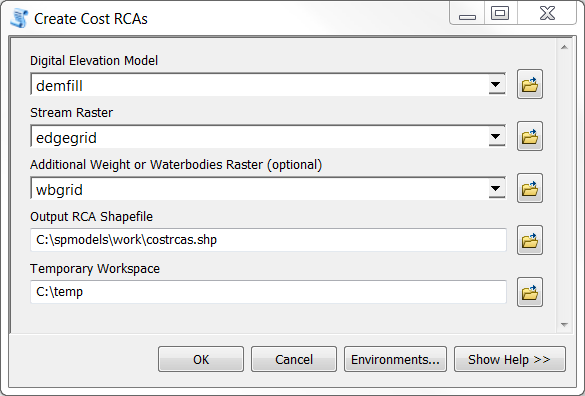 Create Cost RCAs
Digital Elevation Model
demfill
Stream Raster
edgegrid
Additional Weight or Waterbodies Raster (optional)
wbgrid
Output RCA Shapefile
C:\spmodels\work\costrcas.shp
Temporary Workspace
C:\temp
OK Cancel Environments... Show Help >>